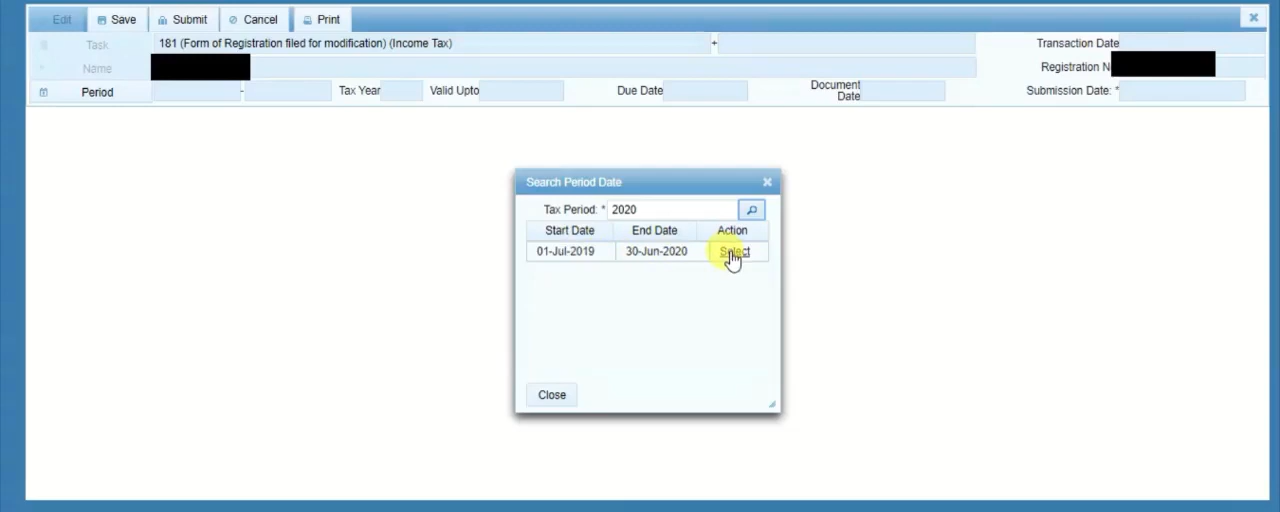 Edit Save Submit Cancel Print
Task 181 (Form of Registration filed for modification) (Income Tax) + Transaction Date
Name Registration N
Period - Tax Year Valid Upto Due Date Document Date Submission Date: *
Search Period Date
Tax Period: * 2020
Start Date End Date Action
01-Jul-2019 30-Jun-2020 Select
Close